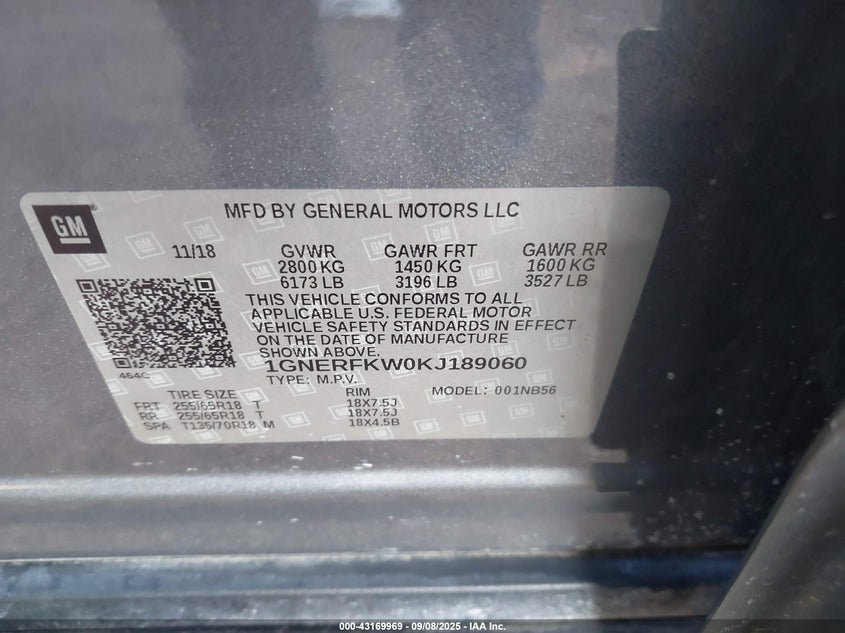 GM
MFD BY GENERAL MOTORS LLC
11/18 GVWR GAWR FRT GAWR RR
2800 KG 1450 KG 1600 KG
6173 LB 3196 LB 3527 LB
THIS VEHICLE CONFORMS TO ALL
APPLICABLE U.S. FEDERAL MOTOR
VEHICLE SAFETY STANDARDS IN EFFECT
ON THE DATE OF MANUFACTURE
SHOWN ABOVE.
1GNERFKW0KJ189060
TYPE: M.P.V. MODEL: 001NB56
TIRE SIZE RIM
FRT 255/65R18 T 18X7.5J
RR 255/65R18 T 18X7.5J
SPA T135/70R18 M 18X4.5B
000-43169969 - 09/08/2025 - IAA Inc.